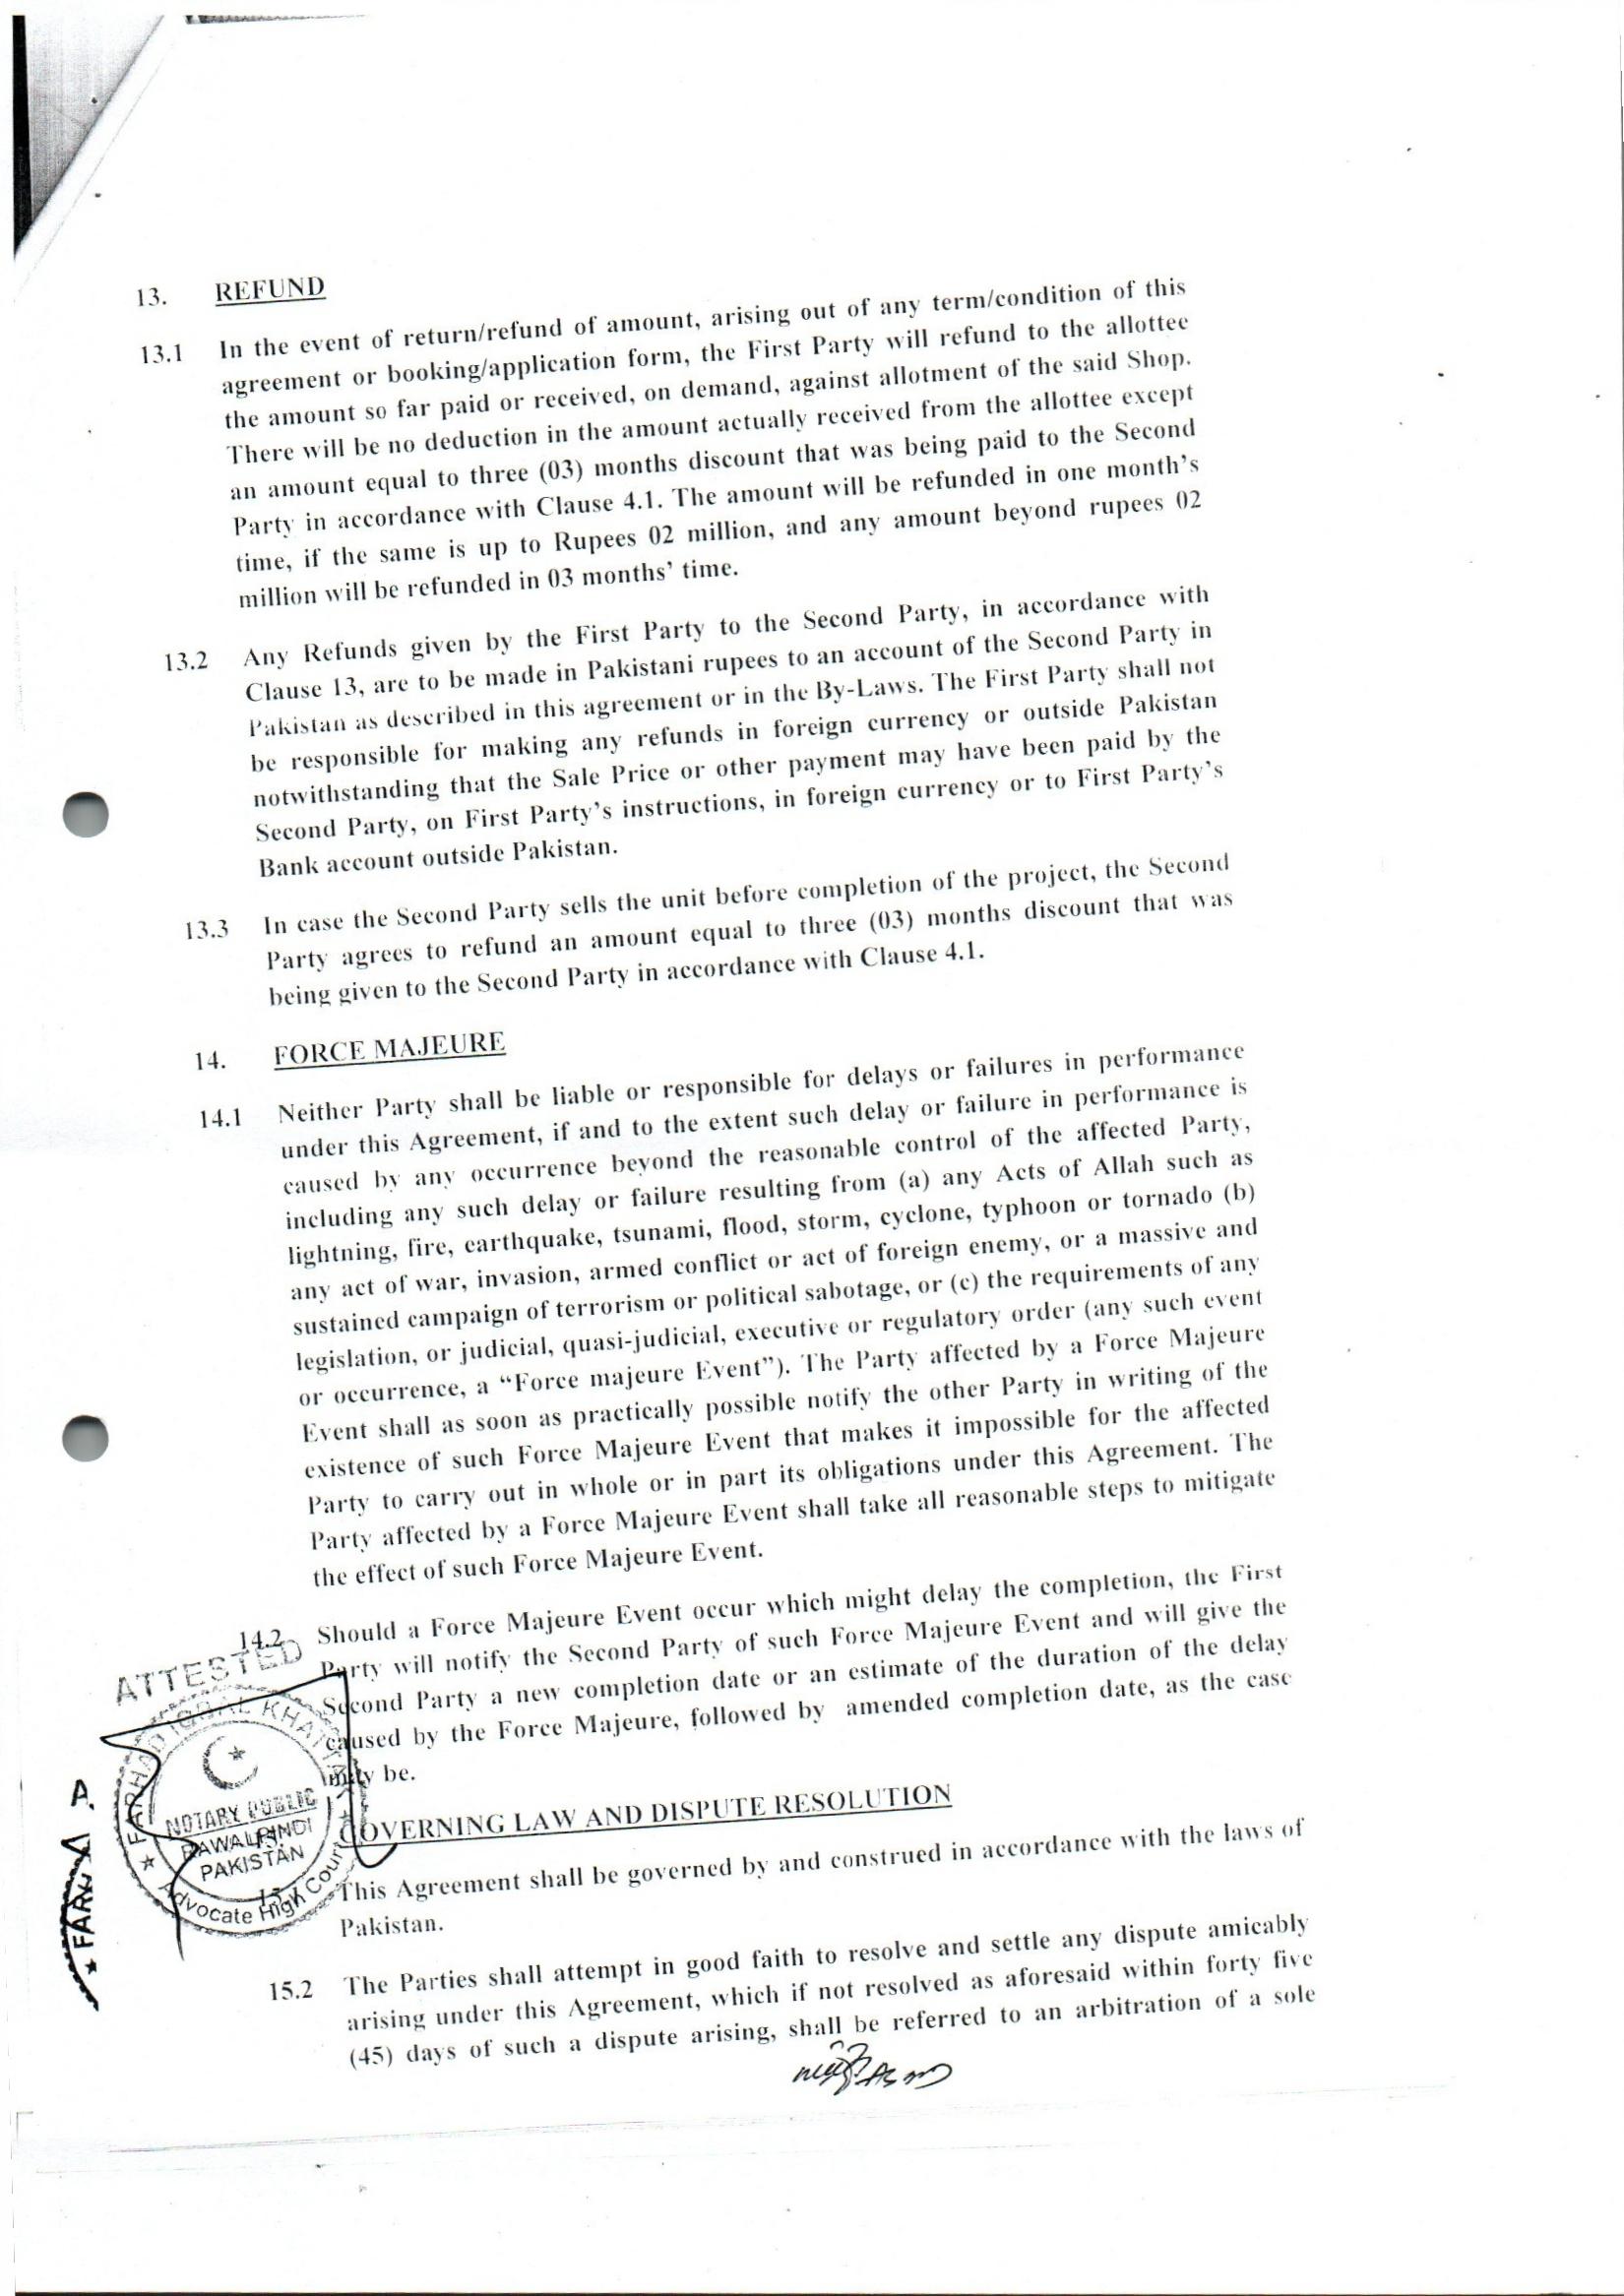 13. REFUND
13.1 In the event of return/refund of amount, arising out of any term/condition of this
agreement or booking/application form, the First Party will refund to the allottee
the amount so far paid or received, on demand, against allotment of the said Shop.
There will be no deduction in the amount actually received from the allottee except
an amount equal to three (03) months discount that was being paid to the Second
Party in accordance with Clause 4.1. The amount will be refunded in one month's
time, if the same is up to Rupees 02 million, and any amount beyond rupees 02
million will be refunded in 03 months' time.
13.2 Any Refunds given by the First Party to the Second Party, in accordance with
Clause 13, are to be made in Pakistani rupees to an account of the Second Party in
Pakistan as described in this agreement or in the By-Laws. The First Party shall not
be responsible for making any refunds in foreign currency or outside Pakistan
notwithstanding that the Sale Price or other payment may have been paid by the
Second Party, on First Party's instructions, in foreign currency or to First Party's
Bank account outside Pakistan.
13.3 In case the Second Party sells the unit before completion of the project, the Second
Party agrees to refund an amount equal to three (03) months discount that was
being given to the Second Party in accordance with Clause 4.1.
14. FORCE MAJEURE
14.1 Neither Party shall be liable or responsible for delays or failures in performance
under this Agreement, if and to the extent such delay or failure in performance is
caused by any occurrence beyond the reasonable control of the affected Party,
including any such delay or failure resulting from (a) any Acts of Allah such as
lightning, fire, earthquake, tsunami, flood, storm, cyclone, typhoon or tornado (b)
any act of war, invasion, armed conflict or act of foreign enemy, or a massive and
sustained campaign of terrorism or political sabotage, or (c) the requirements of any
legislation, or judicial, quasi-judicial, executive or regulatory order (any such event
or occurrence, a “Force majeure Event”). The Party affected by a Force Majeure
Event shall as soon as practically possible notify the other Party in writing of the
existence of such Force Majeure Event that makes it impossible for the affected
Party to carry out in whole or in part its obligations under this Agreement. The
Party affected by a Force Majeure Event shall take all reasonable steps to mitigate
the effect of such Force Majeure Event.
14.2 Should a Force Majeure Event occur which might delay the completion, the First
Party will notify the Second Party of such Force Majeure Event and will give the
Second Party a new completion date or an estimate of the duration of the delay
caused by the Force Majeure, followed by amended completion date, as the case
may be.
15. GOVERNING LAW AND DISPUTE RESOLUTION
15.1 This Agreement shall be governed by and construed in accordance with the laws of
Pakistan.
15.2 The Parties shall attempt in good faith to resolve and settle any dispute amicably
arising under this Agreement, which if not resolved as aforesaid within forty five
(45) days of such a dispute arising, shall be referred to an arbitration of a sole
ATTESTED
FARHAD IQBAL
NOTARY PUBLIC
RAWALPINDI
PAKISTAN
Advocate High Court